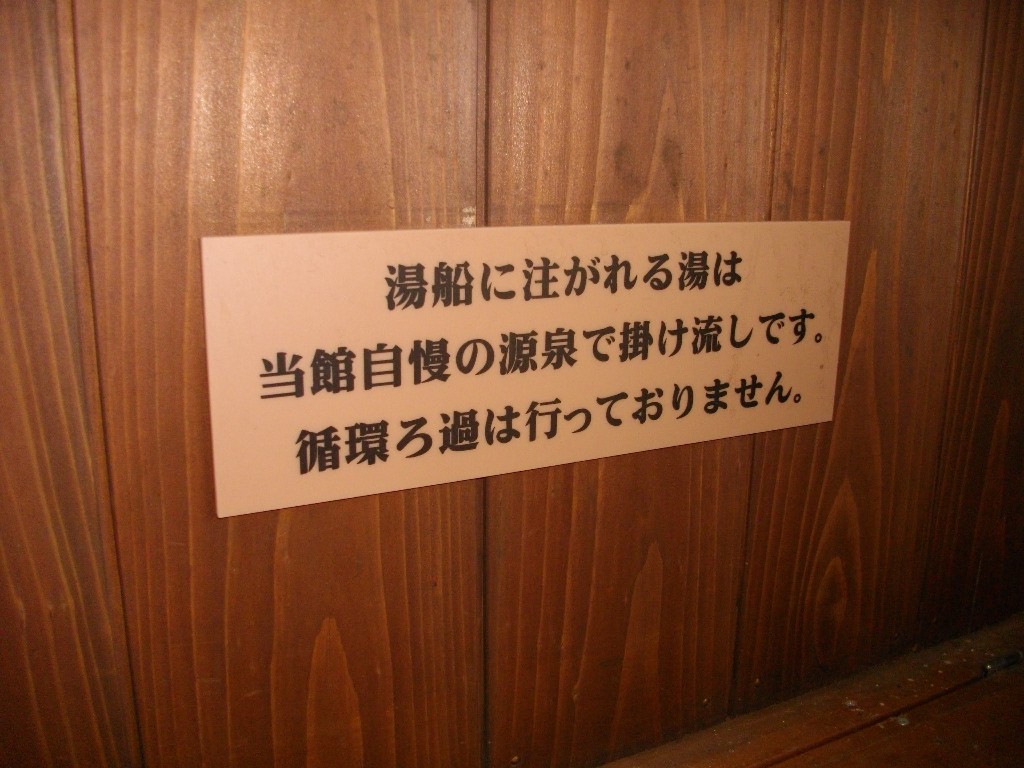 湯船に注がれる湯は
当館自慢の源泉で掛け流しです。
循環ろ過は行っておりません。